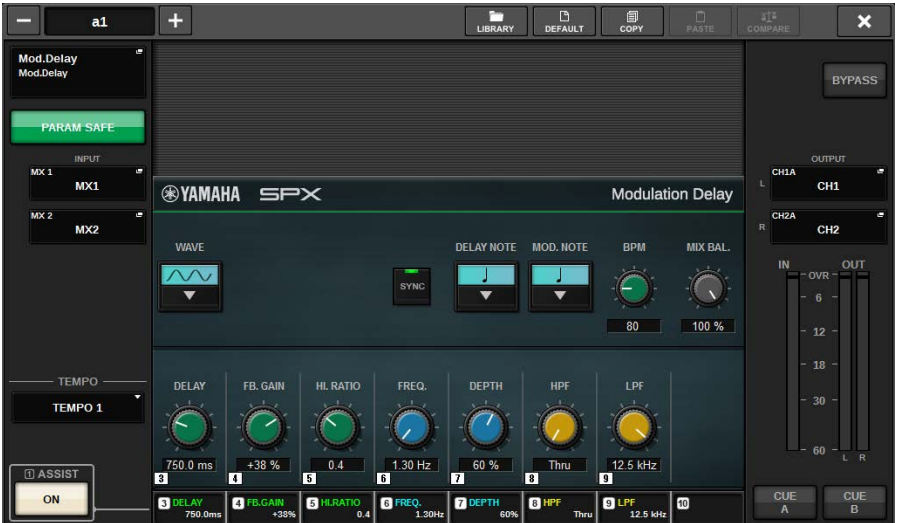 a1
LIBRARY
DEFAULT
COPY
PASTE
COMPARE
Mod.Delay
Mod.Delay
PARAM SAFE
INPUT
MX 1
MX1
MX 2
MX2
TEMPO
TEMPO 1
1 ASSIST
ON
YAMAHA SPX
Modulation Delay
WAVE
SYNC
DELAY NOTE
MOD. NOTE
BPM
80
MIX BAL.
100 %
DELAY
FB. GAIN
HI. RATIO
FREQ.
DEPTH
HPF
LPF
750.0 ms
+38 %
0.4
1.30 Hz
60 %
Thru
12.5 kHz
3
4
5
6
7
8
9
3 DELAY 750.0ms
4 FB.GAIN +38%
5 HI.RATIO 0.4
6 FREQ. 1.30Hz
7 DEPTH 60%
8 HPF Thru
9 LPF 12.5 kHz
10
BYPASS
OUTPUT
CH1A
L CH1
CH2A
R CH2
IN OUT
OVR
6
12
18
30
60
L R
CUE A
CUE B